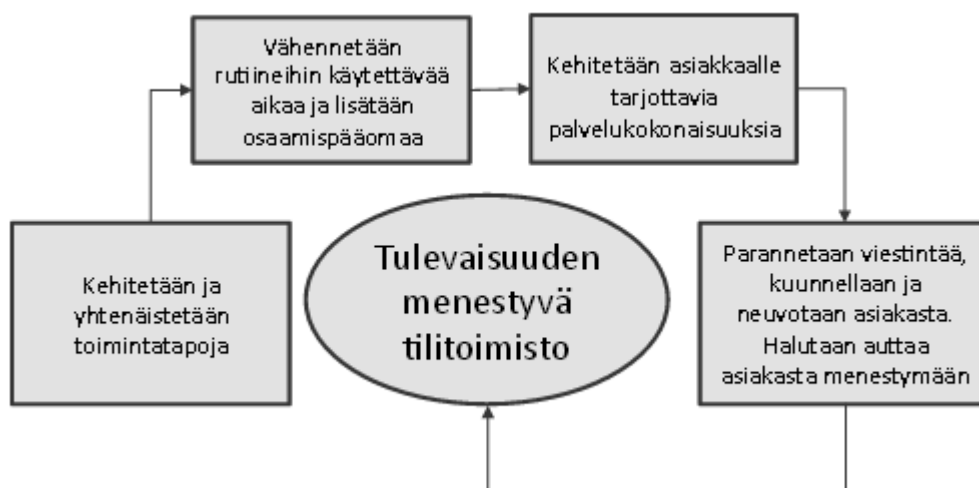 Vähennetään
rutiineihin käytettävää
aikaa ja lisätään
osaamispääomaa
Kehitetään asiakkaalle
tarjottavia
palvelukokonaisuuksia
Kehitetään ja
yhtenäistetään
toimintatapoja
Tulevaisuuden
menestyvä
tilitoimisto
Parannetaan viestintää,
kuunnellaan ja
neuvotaan asiakasta.
Halutaan auttaa
asiakasta menestymään